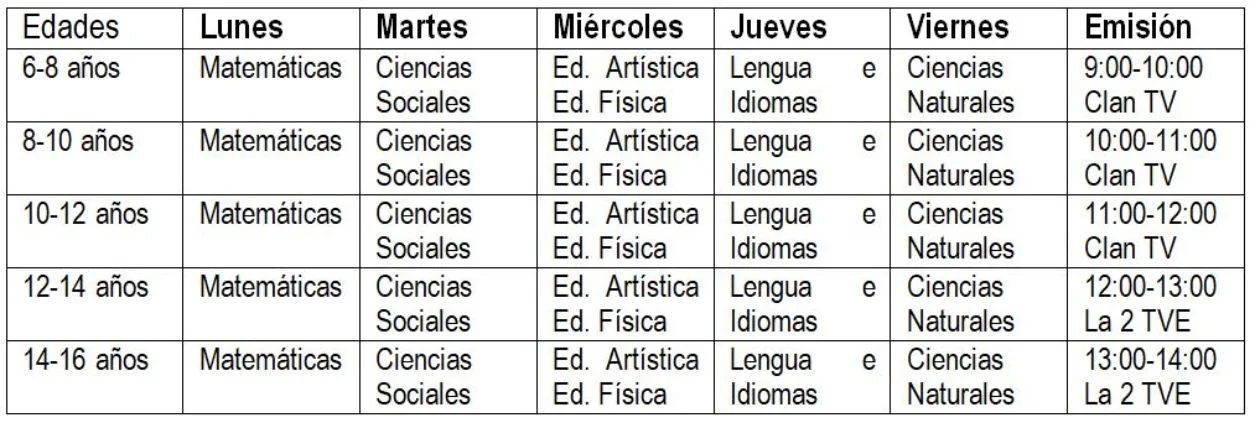 Edades Lunes Martes Miércoles Jueves Viernes Emisión
6-8 años Matemáticas Ciencias Ed. Artística Lengua e Ciencias 9:00-10:00
Sociales Ed. Física Idiomas Naturales Clan TV
8-10 años Matemáticas Ciencias Ed. Artística Lengua e Ciencias 10:00-11:00
Sociales Ed. Física Idiomas Naturales Clan TV
10-12 años Matemáticas Ciencias Ed. Artística Lengua e Ciencias 11:00-12:00
Sociales Ed. Física Idiomas Naturales Clan TV
12-14 años Matemáticas Ciencias Ed. Artística Lengua e Ciencias 12:00-13:00
Sociales Ed. Física Idiomas Naturales La 2 TVE
14-16 años Matemáticas Ciencias Ed. Artística Lengua e Ciencias 13:00-14:00
Sociales Ed. Física Idiomas Naturales La 2 TVE